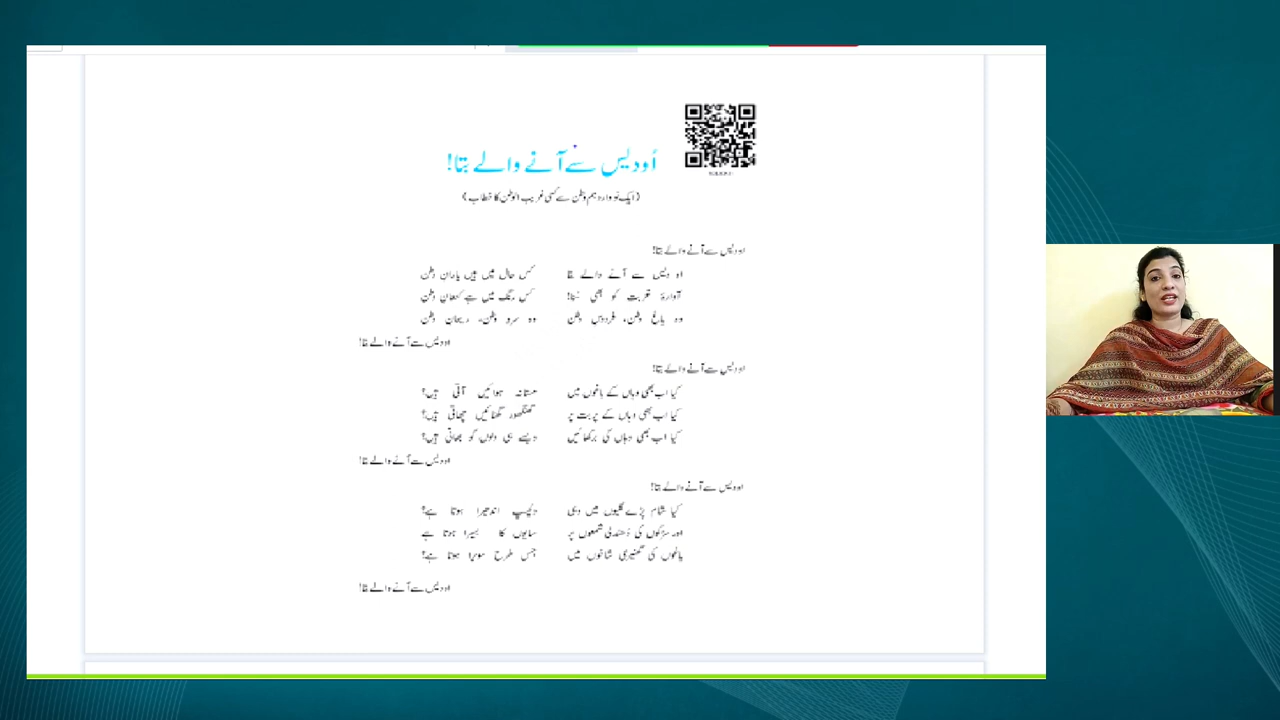 اُو دیس سے آنے والے بتا!
(ایک نو وارد ہم وطن سے کسی غریب الوطن کا خطاب)
او دیس سے آنے والے بتا!
او دیس سے آنے والے بتا کس حال میں ہیں یارانِ وطن
آوارۂ غربت کو بھی سُنا! کس رنگ میں ہے کنعانِ وطن
وہ باغِ وطن، فردوسِ وطن وہ سروِ وطن، ریحانِ وطن
او دیس سے آنے والے بتا!
او دیس سے آنے والے بتا!
کیا اب بھی وہاں کے باغوں میں مستانہ ہوائیں آتی ہیں؟
کیا اب بھی وہاں کے پربت پر گھنگھور گھٹائیں چھاتی ہیں؟
کیا اب بھی وہاں کی برکھائیں ویسے ہی دلوں کو بھاتی ہیں؟
او دیس سے آنے والے بتا!
او دیس سے آنے والے بتا!
کیا شام پڑے گلیوں میں وہی دلچسپ اندھیرا ہوتا ہے؟
اور سڑکوں کی دُھندلی شمعوں پر سایوں کا بسیرا ہوتا ہے
باغوں کی گھنیری شاخوں میں جس طرح سویرا ہوتا ہے؟
او دیس سے آنے والے بتا!